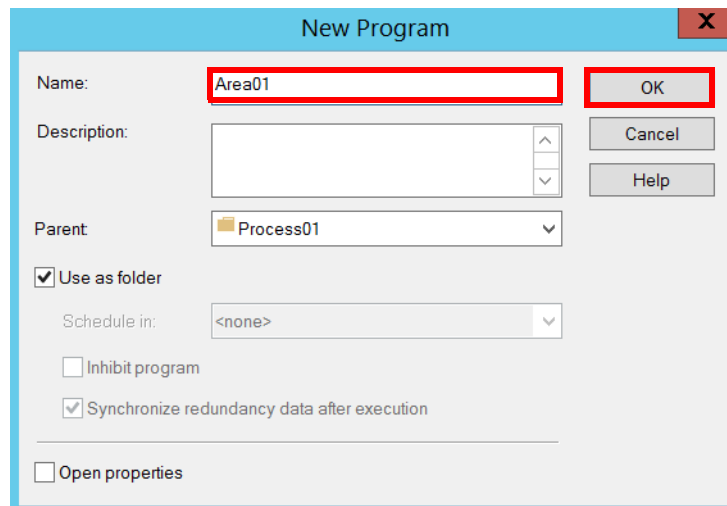 New Program
X
Name: Area01 OK
Description: Cancel
Help
Parent: Process01
Use as folder
Schedule in: <none>
Inhibit program
Synchronize redundancy data after execution
Open properties